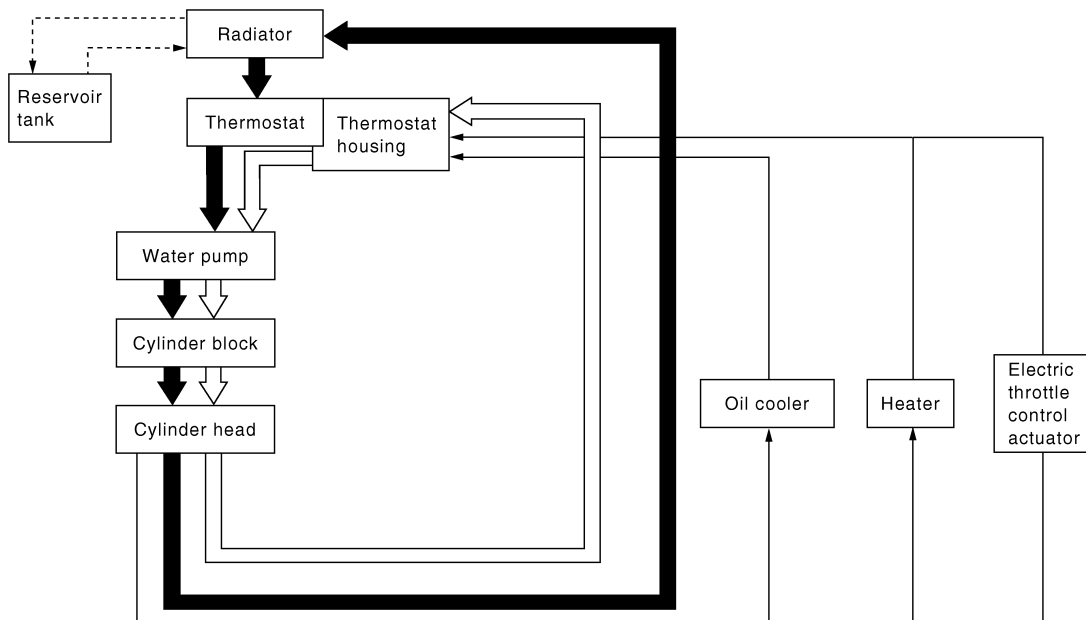 Radiator
Reservoir
tank
Thermostat
Thermostat
housing
Water pump
Cylinder block
Cylinder head
Oil cooler
Heater
Electric
throttle
control
actuator